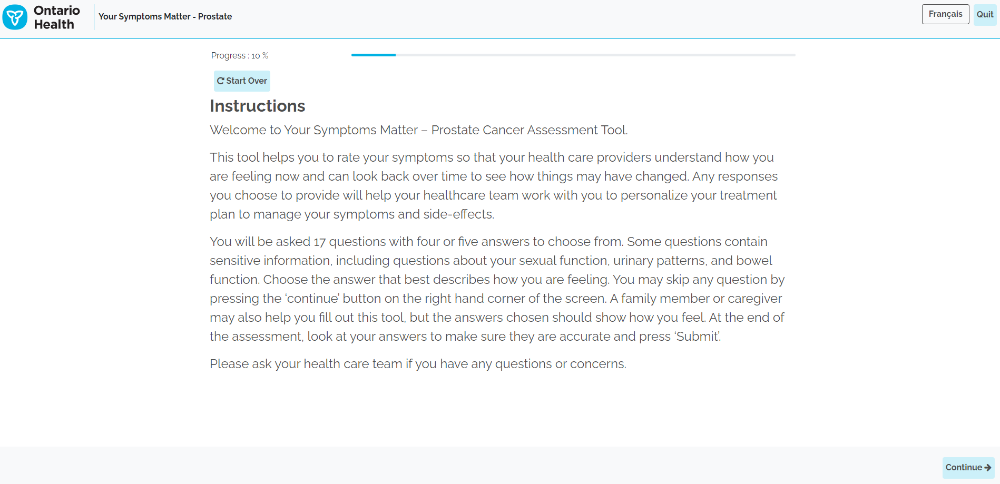 Ontario
Health
Your Symptoms Matter - Prostate
Français
Quit
Progress : 10 %
Start Over
Instructions
Welcome to Your Symptoms Matter – Prostate Cancer Assessment Tool.
This tool helps you to rate your symptoms so that your health care providers understand how you
are feeling now and can look back over time to see how things may have changed. Any responses
you choose to provide will help your healthcare team work with you to personalize your treatment
plan to manage your symptoms and side-effects.
You will be asked 17 questions with four or five answers to choose from. Some questions contain
sensitive information, including questions about your sexual function, urinary patterns, and bowel
function. Choose the answer that best describes how you are feeling. You may skip any question by
pressing the ‘continue’ button on the right hand corner of the screen. A family member or caregiver
may also help you fill out this tool, but the answers chosen should show how you feel. At the end of
the assessment, look at your answers to make sure they are accurate and press ‘Submit’.
Please ask your health care team if you have any questions or concerns.
Continue